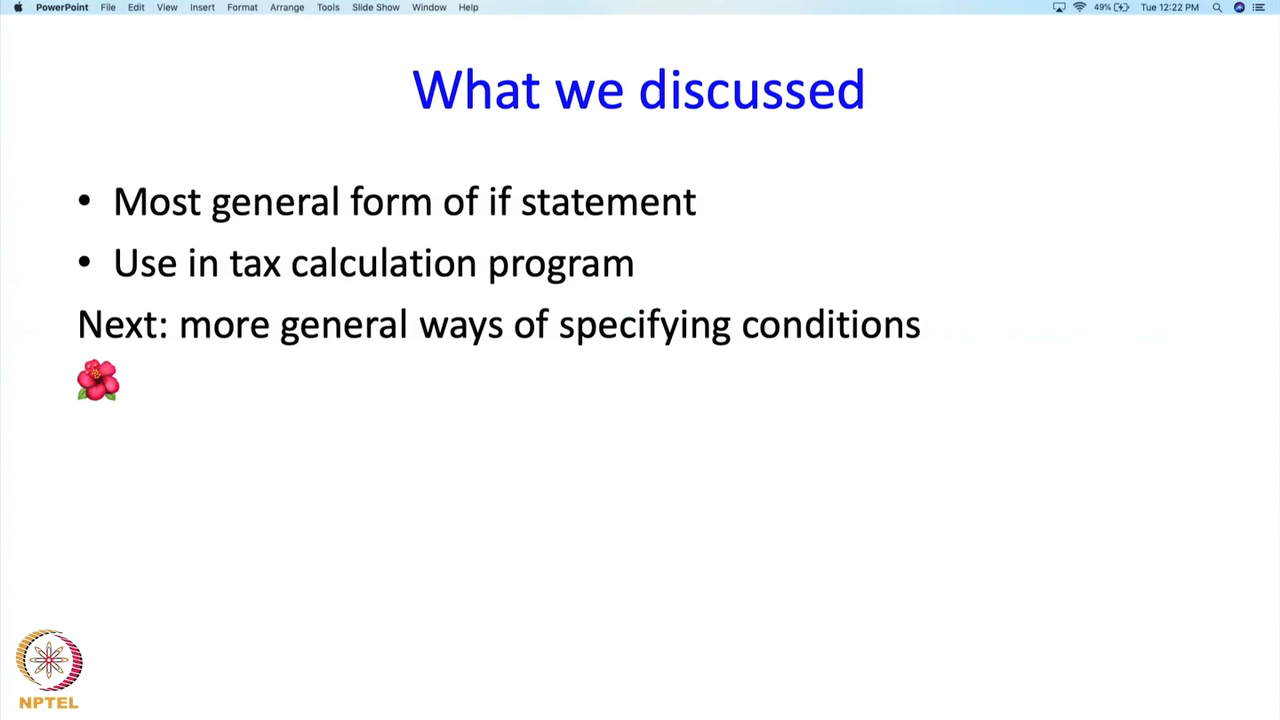 PowerPoint File Edit View Insert Format Arrange Tools Slide Show Window Help 49% Tue 12:22 PM
What we discussed
• Most general form of if statement
• Use in tax calculation program
Next: more general ways of specifying conditions
NPTEL